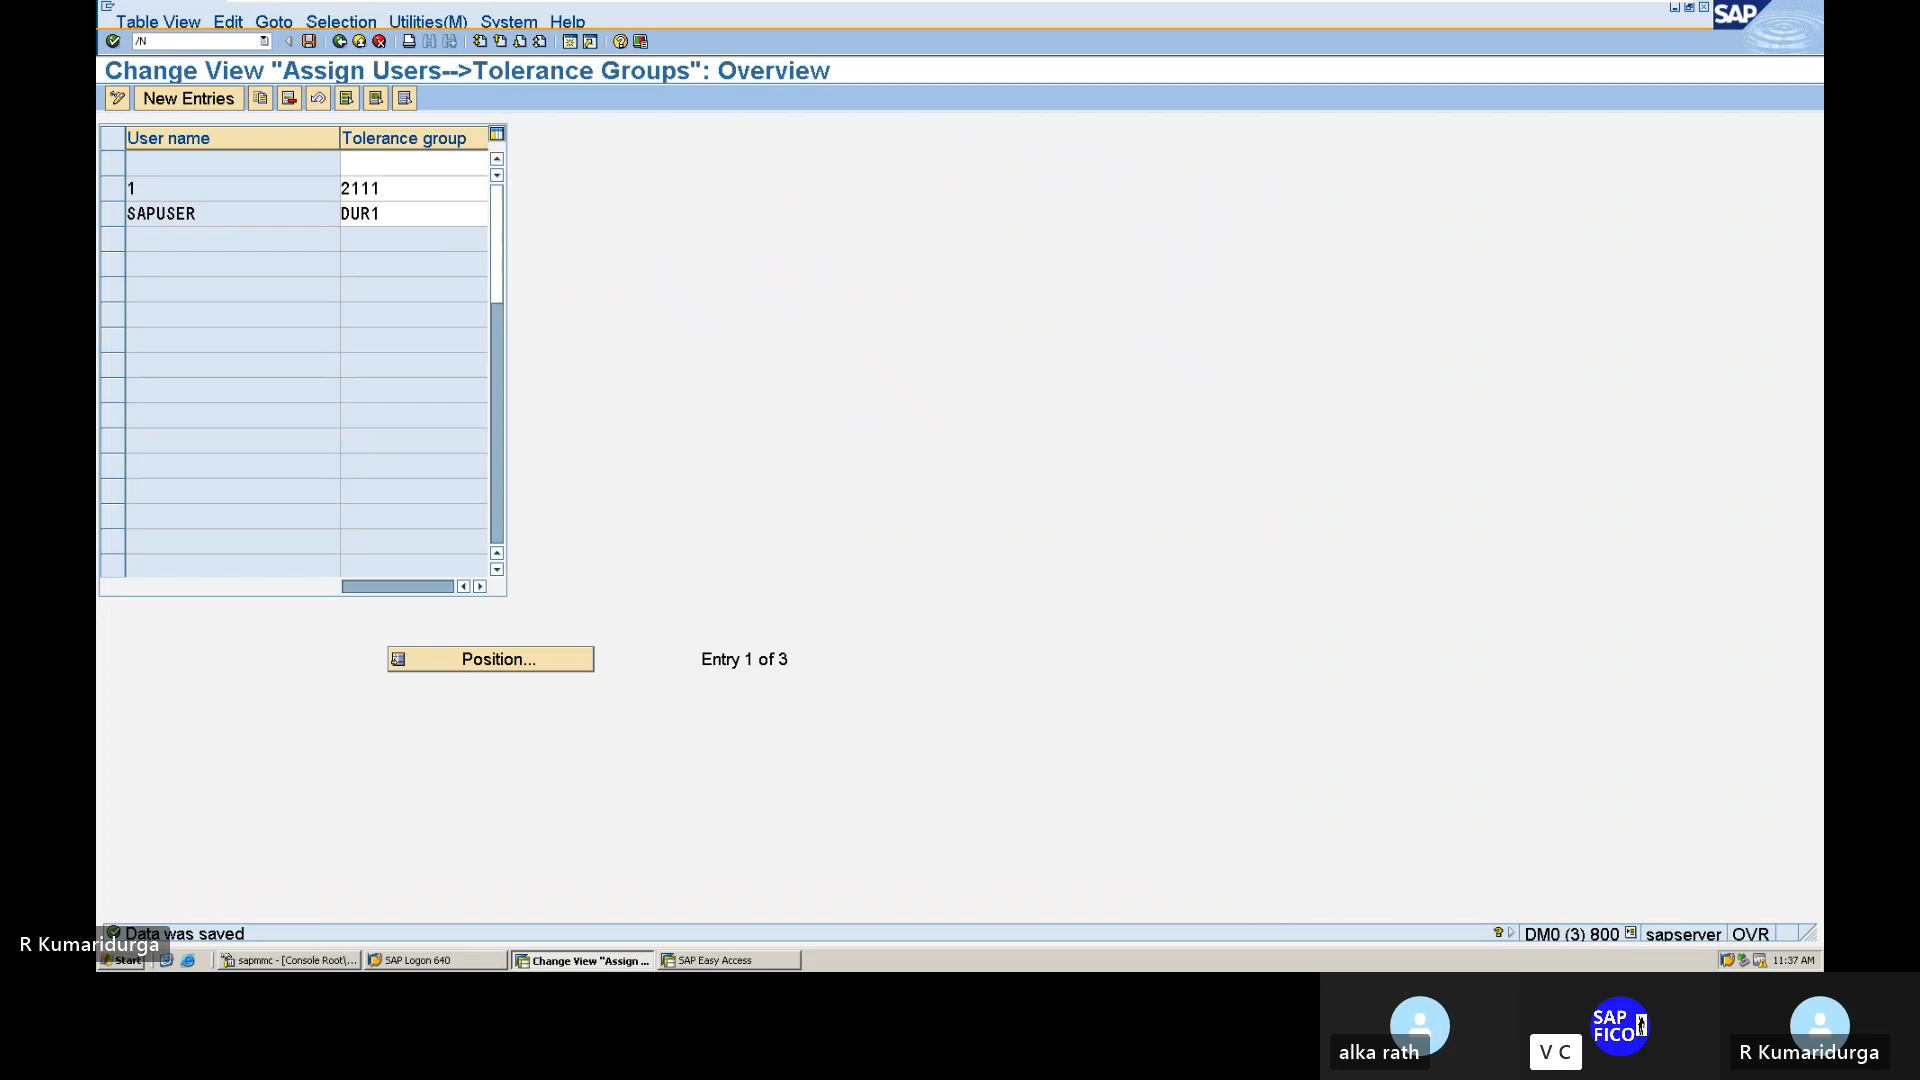 Table View Edit Goto Selection Utilities(M) System Help
SAP
/N
Change View "Assign Users-->Tolerance Groups": Overview
New Entries
User name Tolerance group
1 2111
SAPUSER DUR1
Position... Entry 1 of 3
Data was saved
DM0 (3) 800 sapserver OVR
R Kumaridurga
Start sapmmc - [Console Root\... SAP Logon 640 Change View "Assign ... SAP Easy Access 11:37 AM
SAP
FICO
alka rath V C R Kumaridurga